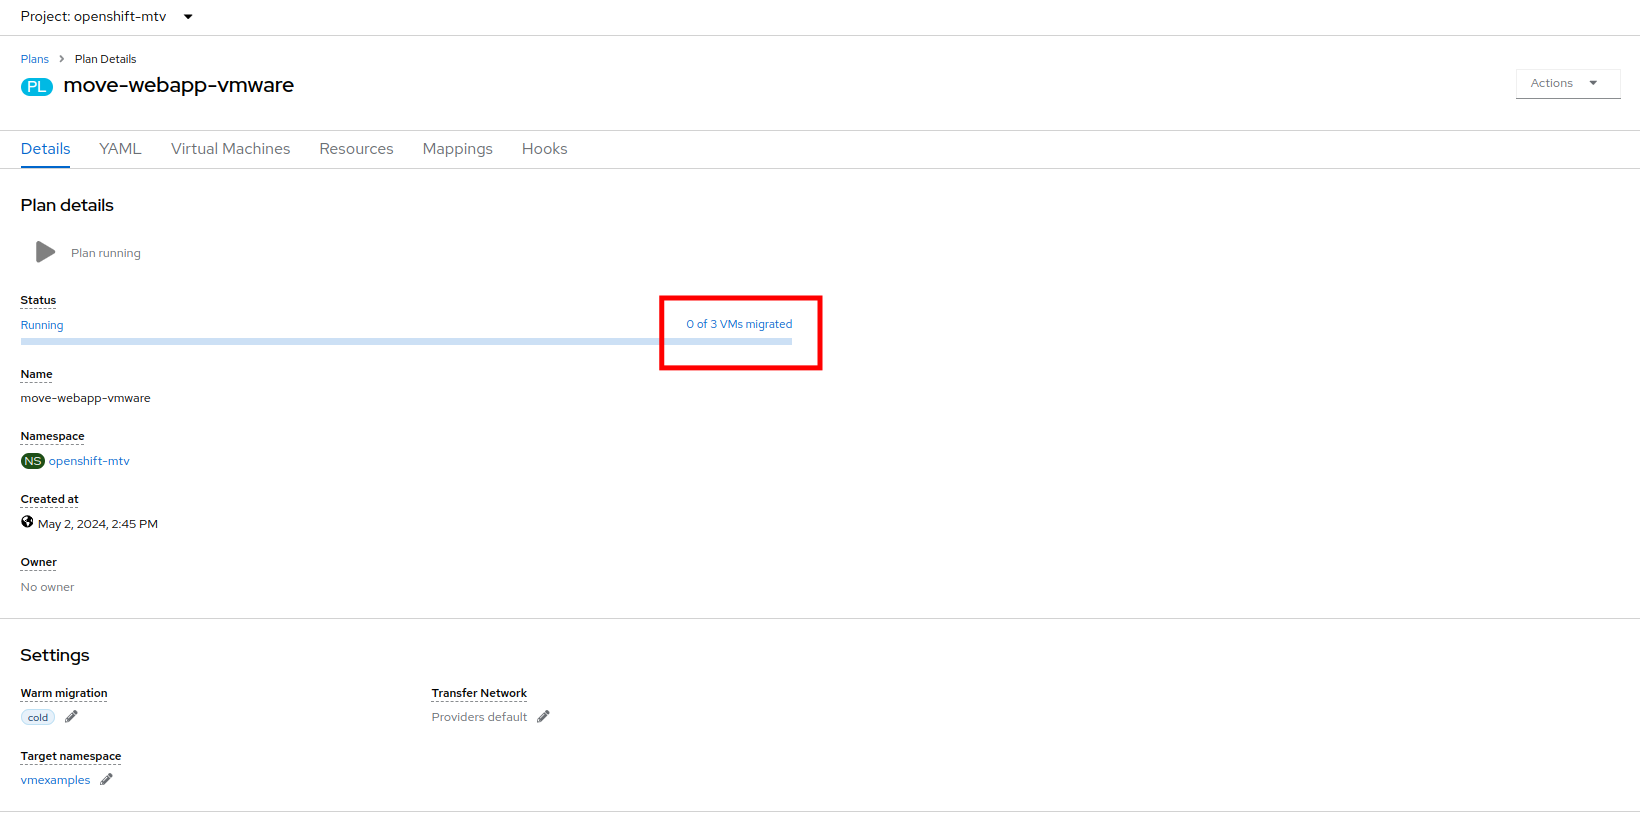 Project: openshift-mtv
Plans > Plan Details
PL move-webapp-vmware
Actions
Details YAML Virtual Machines Resources Mappings Hooks
Plan details
Plan running
Status
Running 0 of 3 VMs migrated
Name
move-webapp-vmware
Namespace
NS openshift-mtv
Created at
May 2, 2024, 2:45 PM
Owner
No owner
Settings
Warm migration Transfer Network
cold Providers default
Target namespace
vmexamples